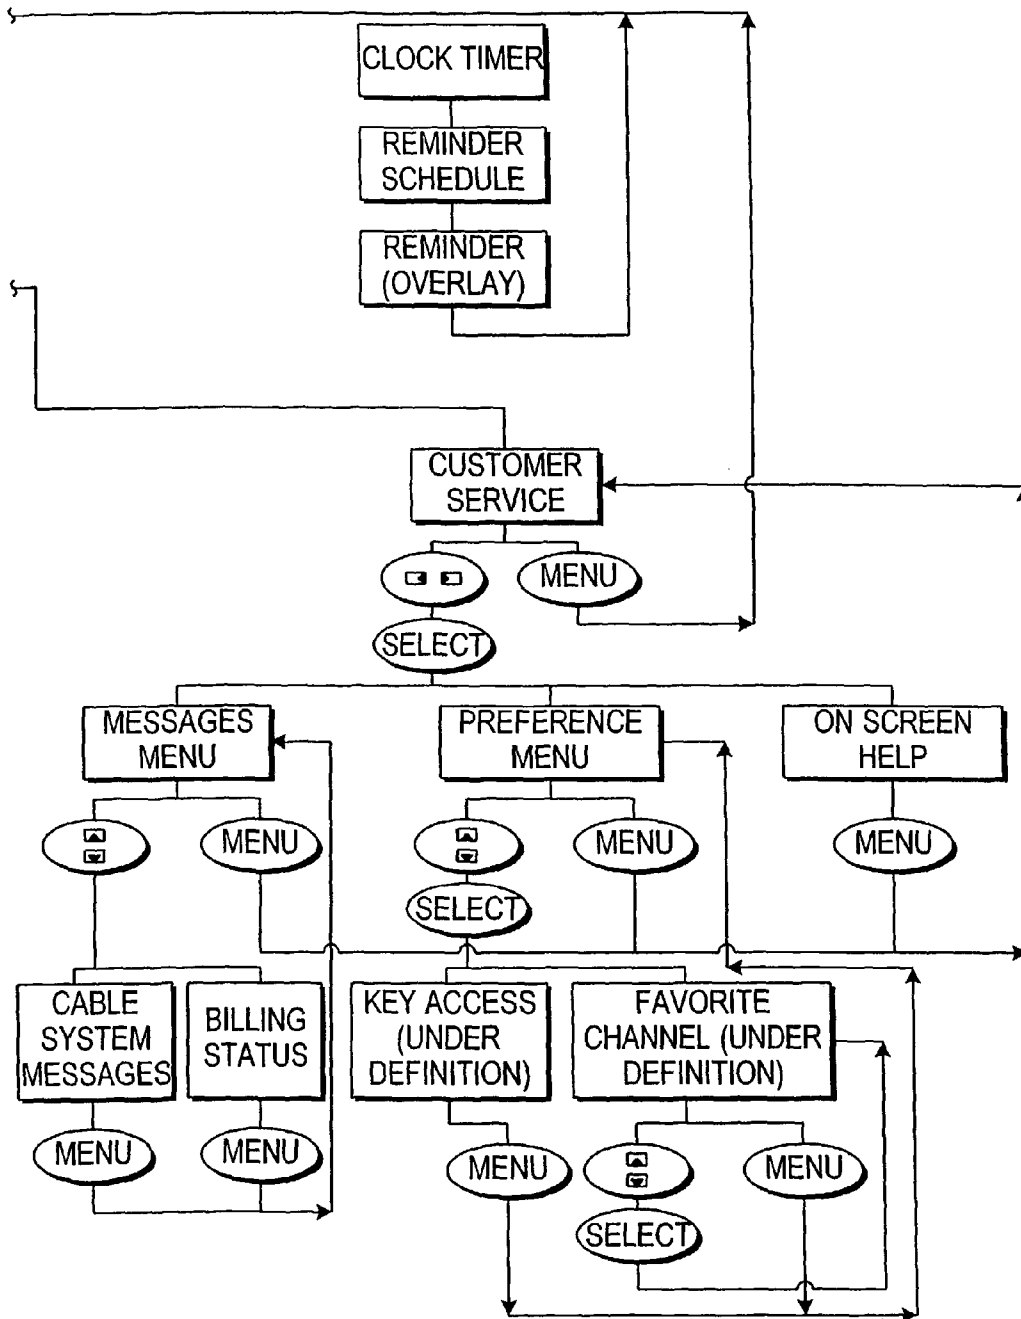 CLOCK TIMER
REMINDER
SCHEDULE
REMINDER
(OVERLAY)
CUSTOMER
SERVICE
MENU
SELECT
MESSAGES
MENU
PREFERENCE
MENU
ON SCREEN
HELP
MENU
MENU
MENU
SELECT
CABLE
SYSTEM
MESSAGES
BILLING
STATUS
KEY ACCESS
(UNDER
DEFINITION)
FAVORITE
CHANNEL (UNDER
DEFINITION)
MENU
MENU
MENU
MENU
SELECT